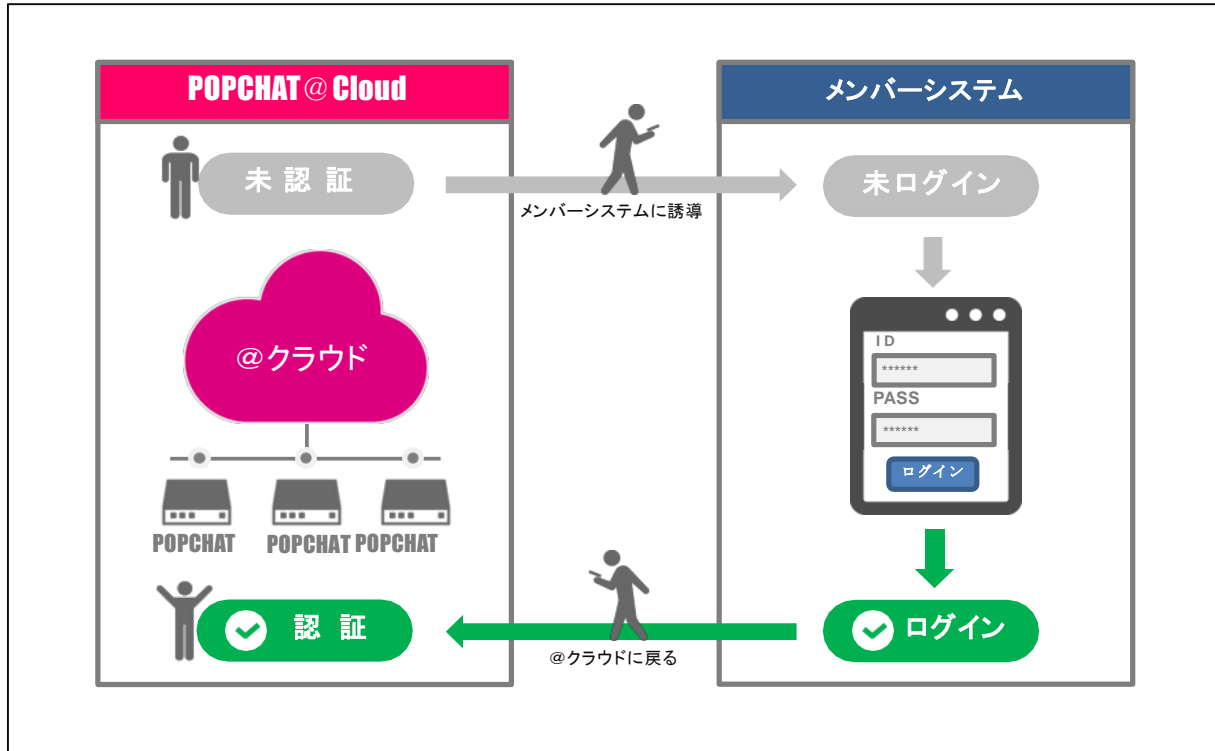 POPCHAT@Cloud
メンバーシステム
未 認 証
メンバーシステムに誘導
未ログイン
@クラウド
ID
******
PASS
******
ログイン
POPCHAT
POPCHAT
POPCHAT
認 証
@クラウドに戻る
ログイン